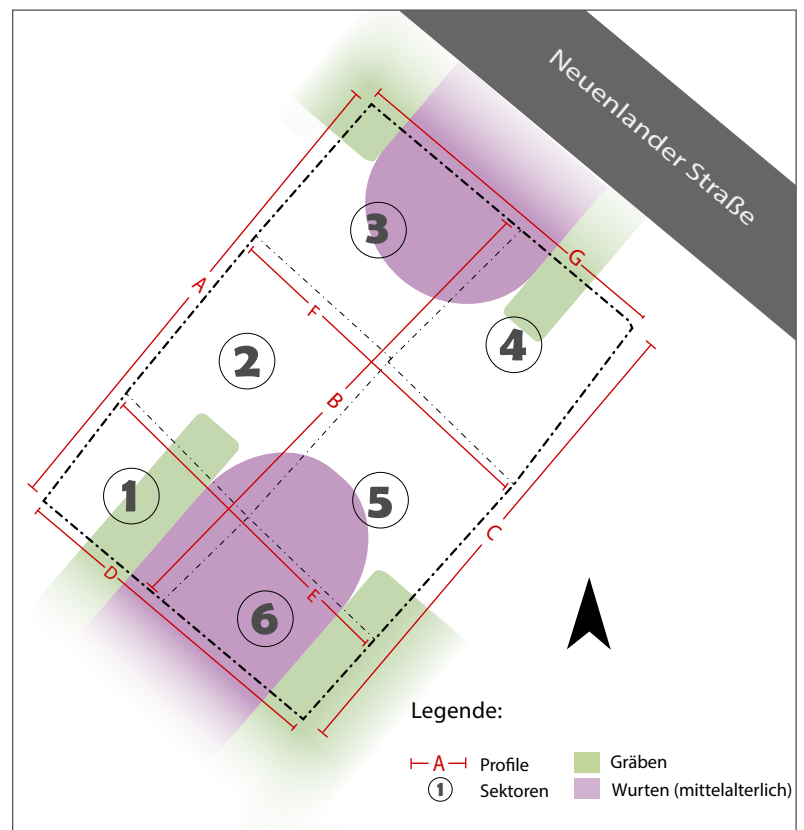 Neuenlander Straße
3
G
A
F
4
2
B
1
5
C
D
E
6
Legende:
A Profile
Gräben
1 Sektoren
Wurten (mittelalterlich)